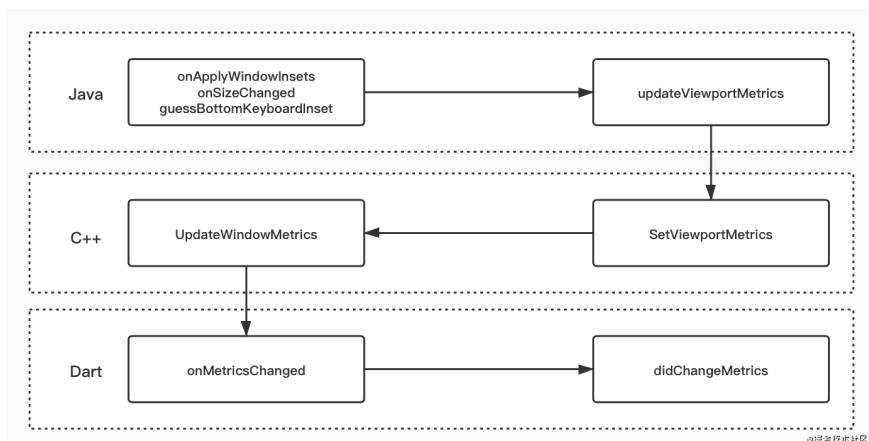 Java
onApplyWindowInsets
onSizeChanged
guessBottomKeyboardInset
updateViewportMetrics
C++
UpdateWindowMetrics
SetViewportMetrics
Dart
onMetricsChanged
didChangeMetrics